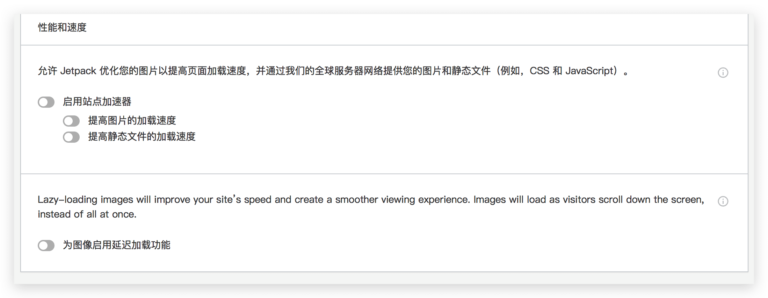 性能和速度
允许 Jetpack 优化您的图片以提高页面加载速度，并通过我们的全球服务器网络提供您的图片和静态文件（例如，CSS 和 JavaScript）。
启用站点加速器
提高图片的加载速度
提高静态文件的加载速度
Lazy-loading images will improve your site's speed and create a smoother viewing experience. Images will load as visitors scroll down the screen,
instead of all at once.
为图像启用延迟加载功能